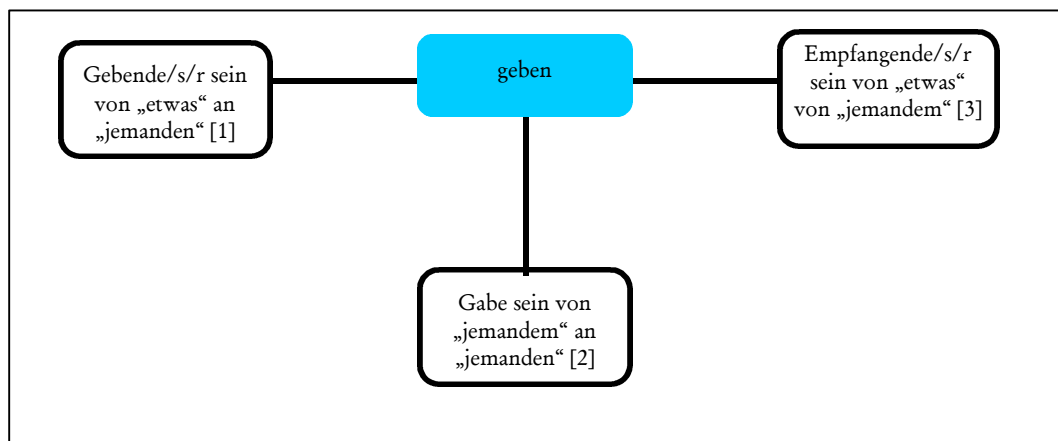 Gebende/s/r sein
von „etwas“ an
„jemanden“ [1]
geben
Empfangende/s/r
sein von „etwas“
von „jemandem“ [3]
Gabe sein von
„jemandem“ an
„jemanden“ [2]